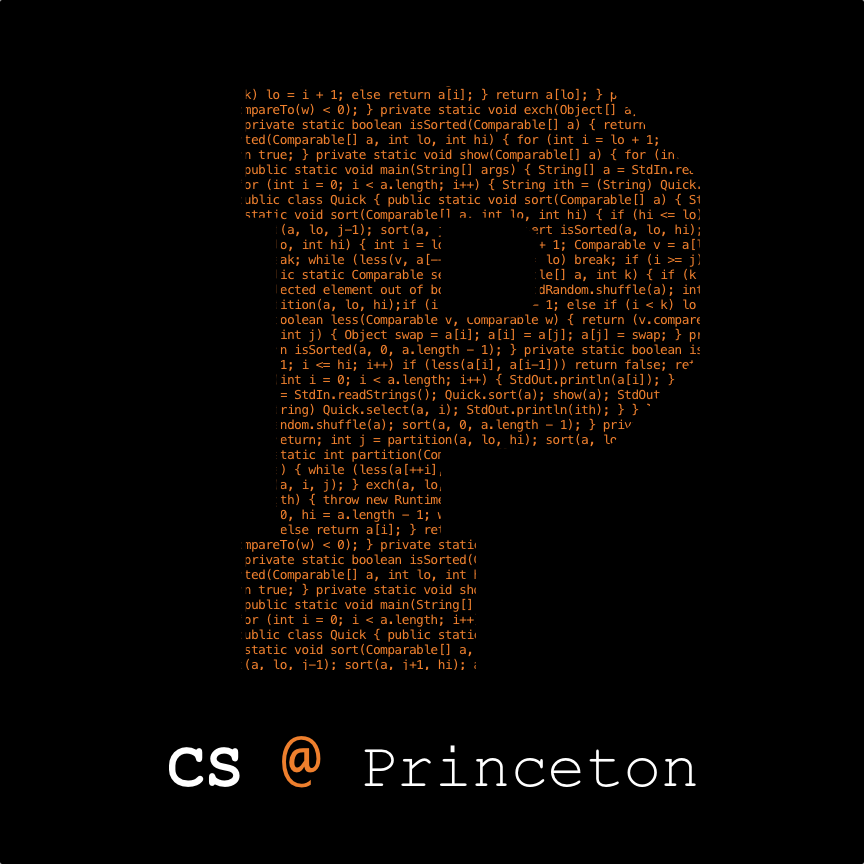 k) lo = i + 1; else return a[i]; } return a[lo]; }
mpareTo(w) < 0); } private static void exch(Object[] a,
private static boolean isSorted(Comparable[] a) { return
ted(Comparable[] a, int lo, int hi) { for (int i = lo + 1;
n true; } private static void show(Comparable[] a) { for (in
public static void main(String[] args) { String[] a = StdIn.re
or (int i = 0; i < a.length; i++) { String ith = (String) Quick.
ublic class Quick { public static void sort(Comparable[] a) { St
static void sort(Comparable[] a, int lo, int hi) { if (hi <= lo)
(a, lo, j-1); sort(a, ert isSorted(a, lo, hi);
o, int hi) { int i = lo + 1; Comparable v = a[l
ak; while (less(v, a[-- lo) break; if (i >= j)
ic static Comparable se le[] a, int k) { if (k
ected element out of bo dRandom.shuffle(a); int
ition(a, lo, hi);if (i - 1; else if (i < k) lo
oolean less(Comparable v, Comparable w) { return (v.compare
int j) { Object swap = a[i]; a[i] = a[j]; a[j] = swap; } pr
n isSorted(a, 0, a.length - 1); } private static boolean is
1; i <= hi; i++) if (less(a[i], a[i-1])) return false; ret
int i = 0; i < a.length; i++) { StdOut.println(a[i]); }
= StdIn.readStrings(); Quick.sort(a); show(a); StdOut
ring) Quick.select(a, i); StdOut.println(ith); } }
ndom.shuffle(a); sort(a, 0, a.length - 1); } priv
eturn; int j = partition(a, lo, hi); sort(a, lo
tatic int partition(Com
) { while (less(a[++i],
a, i, j); } exch(a, lo,
th) { throw new Runtime
0, hi = a.length - 1; w
else return a[i]; } ret
mpareTo(w) < 0); } private stati
private static boolean isSorted(C
ted(Comparable[] a, int lo, int h
n true; } private static void sho
public static void main(String[]
or (int i = 0; i < a.length; i++
ublic class Quick { public stati
static void sort(Comparable[] a,
(a, lo, j-1); sort(a, j+1, hi);
CS @ Princeton